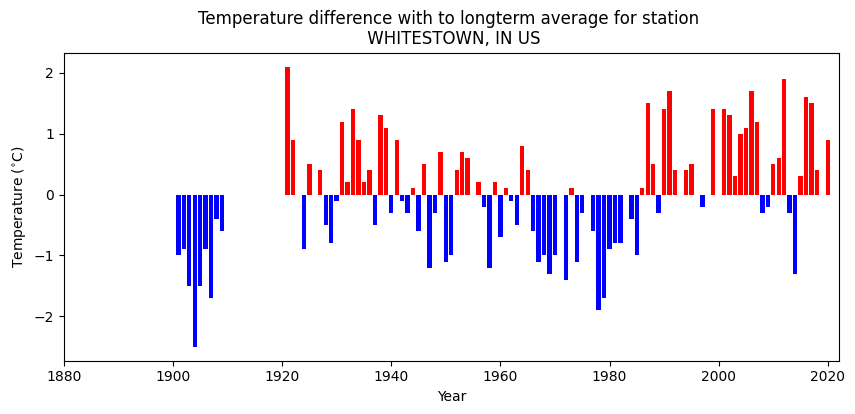 Temperature difference with to longterm average for station
WHITESTOWN, IN US
Temperature (°C)
2
1
0
−1
−2
1880 1900 1920 1940 1960 1980 2000 2020
Year